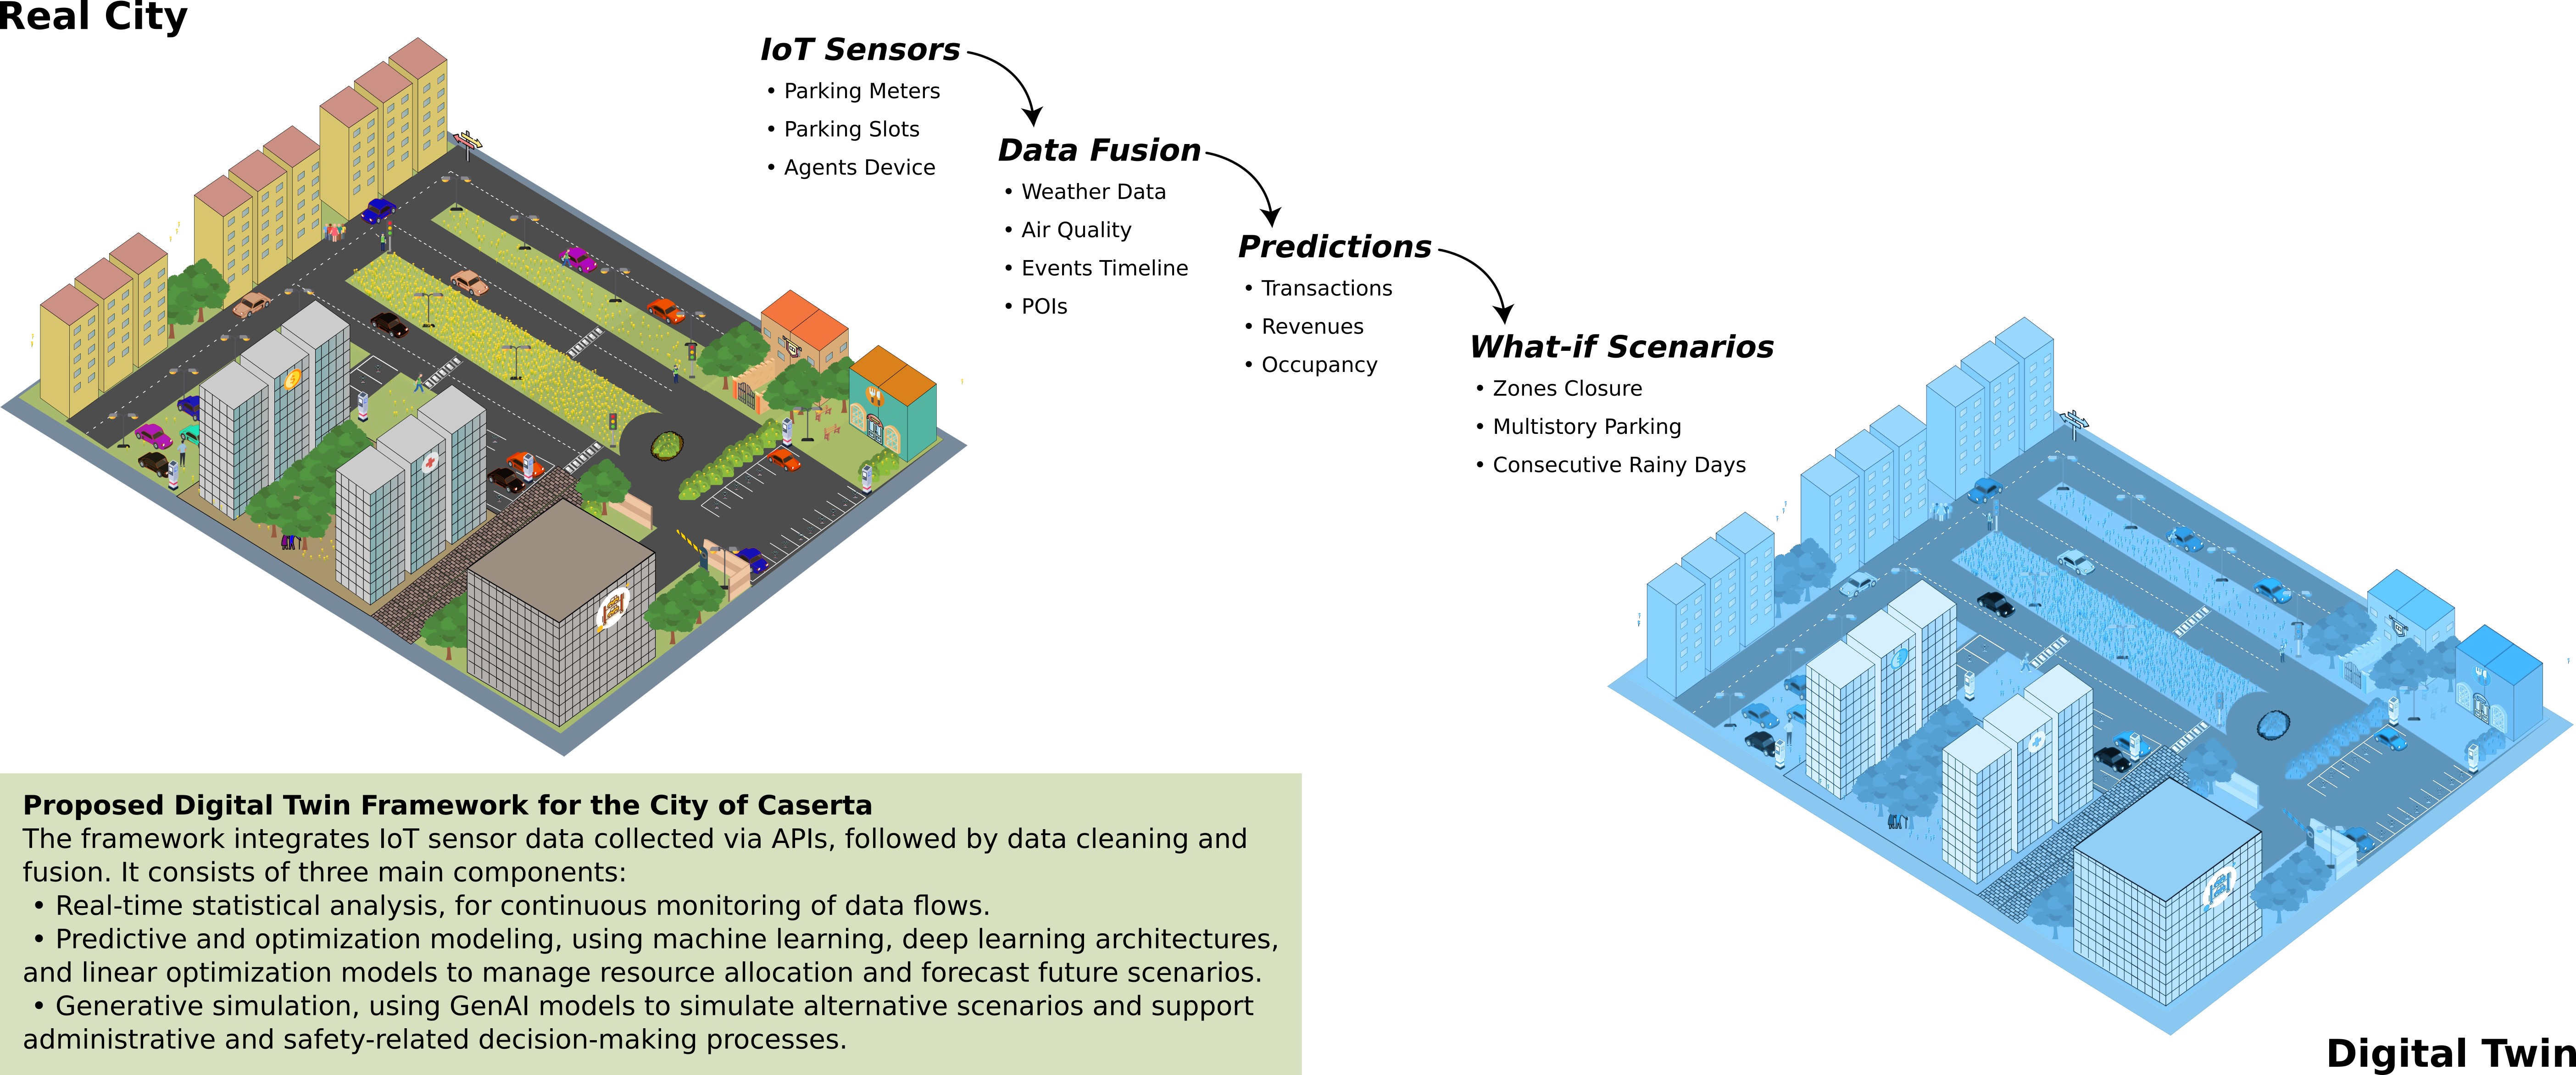 Real City
IoT Sensors
• Parking Meters
• Parking Slots
• Agents Device
Data Fusion
• Weather Data
• Air Quality
• Events Timeline
• POIs
Predictions
• Transactions
• Revenues
• Occupancy
What-if Scenarios
• Zones Closure
• Multistory Parking
• Consecutive Rainy Days
Proposed Digital Twin Framework for the City of Caserta
The framework integrates IoT sensor data collected via APIs, followed by data cleaning and
fusion. It consists of three main components:
• Real-time statistical analysis, for continuous monitoring of data flows.
• Predictive and optimization modeling, using machine learning, deep learning architectures,
and linear optimization models to manage resource allocation and forecast future scenarios.
• Generative simulation, using GenAI models to simulate alternative scenarios and support
administrative and safety-related decision-making processes.
Digital Twin